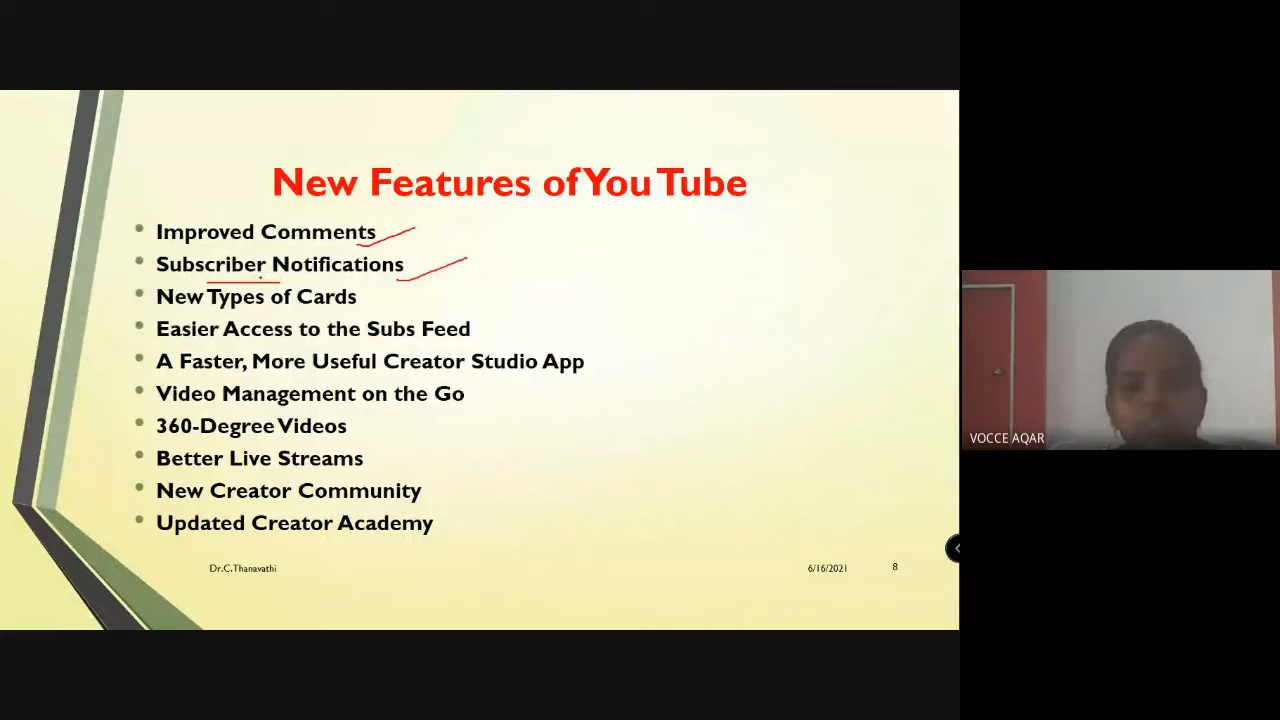 New Features of You Tube
Improved Comments
Subscriber Notifications
New Types of Cards
Easier Access to the Subs Feed
A Faster, More Useful Creator Studio App
Video Management on the Go
360-Degree Videos
Better Live Streams
New Creator Community
Updated Creator Academy
Dr.C.Thanavathi
6/16/2021
8
VOCCE AQAR